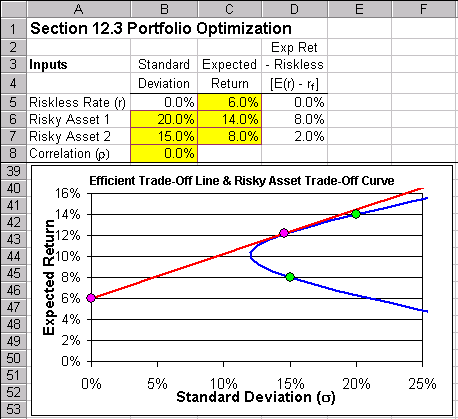 A B C D E F
1 Section 12.3 Portfolio Optimization
2 Exp Ret
3 Inputs Standard Expected - Riskless
4 Deviation Return [E(r) - rf]
5 Riskless Rate (r) 0.0% 6.0% 0.0%
6 Risky Asset 1 20.0% 14.0% 8.0%
7 Risky Asset 2 15.0% 8.0% 2.0%
8 Correlation (ρ) 0.0%
39
40
41
42
43
44
45
46
47
48
49
50
51
52
53
Efficient Trade-Off Line & Risky Asset Trade-Off Curve
Expected Return
16%
14%
12%
10%
8%
6%
4%
2%
0%
0% 5% 10% 15% 20% 25%
Standard Deviation (σ)